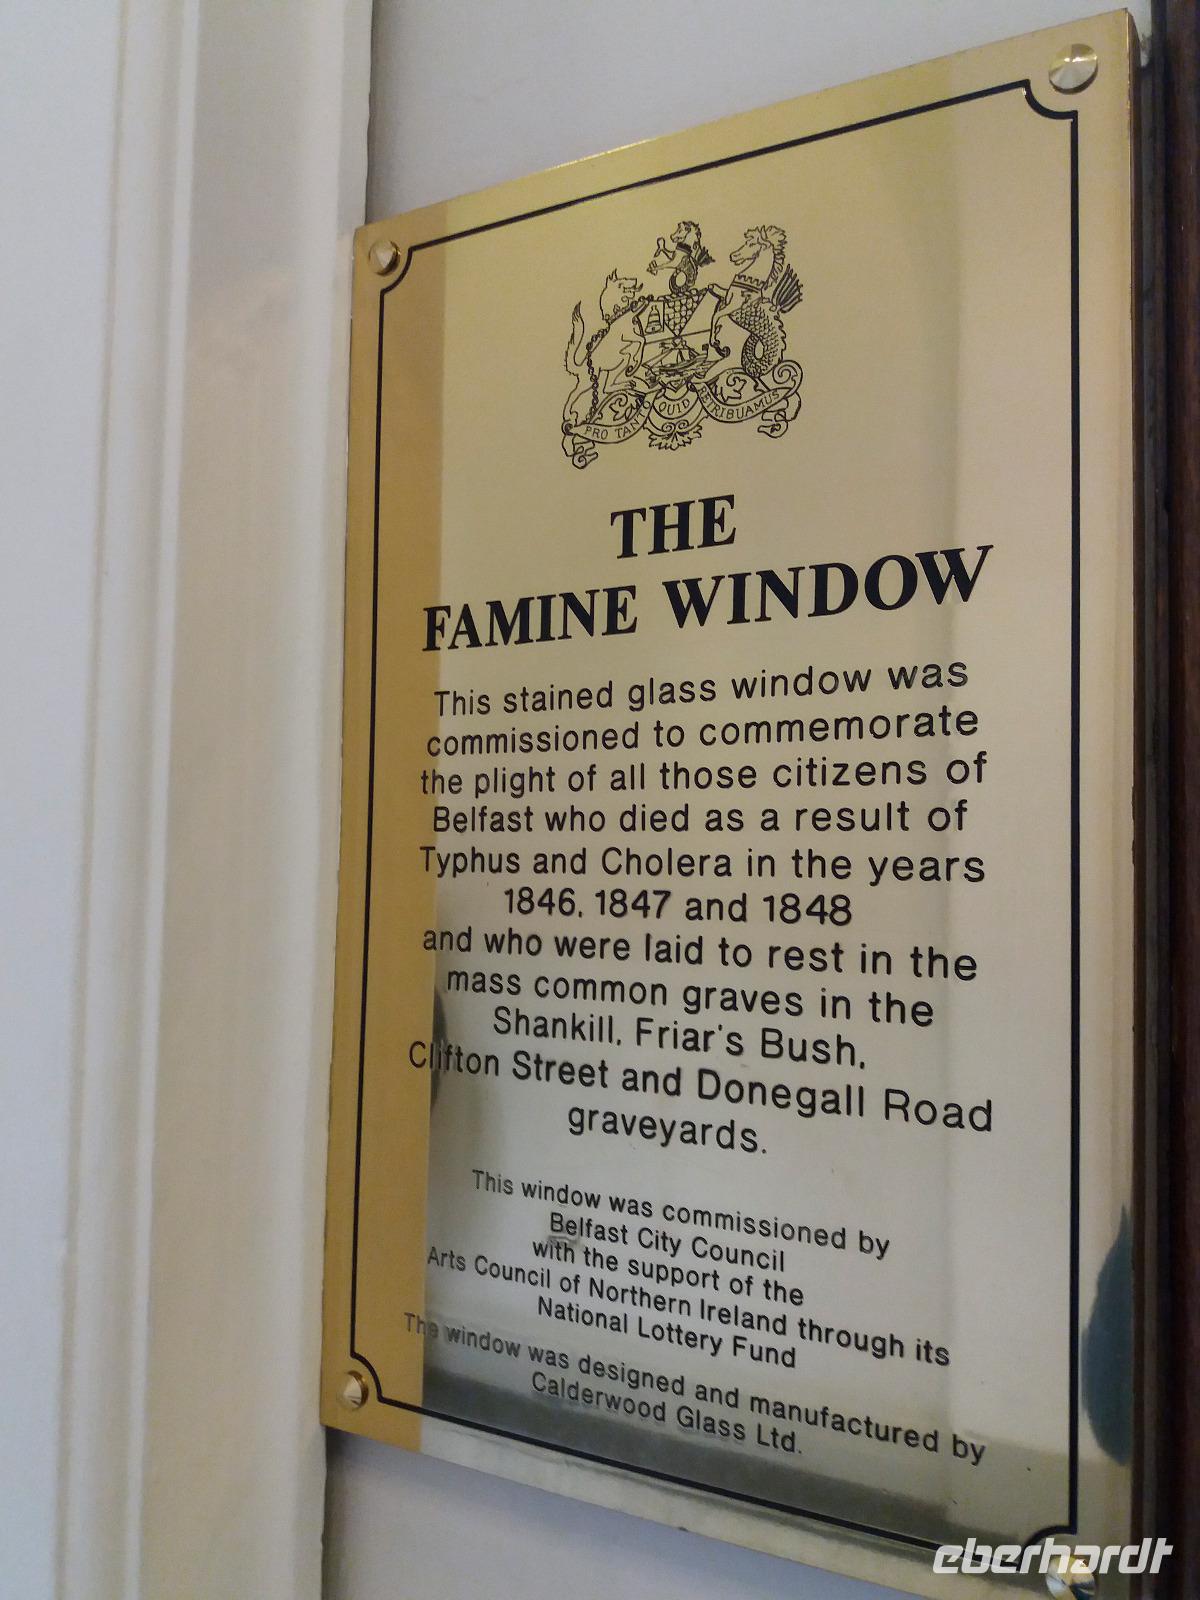 PRO TANTO QUID RETRIBUAMUS
THE
FAMINE WINDOW
This stained glass window was
commissioned to commemorate
the plight of all those citizens of
Belfast who died as a result of
Typhus and Cholera in the years
1846, 1847 and 1848
and who were laid to rest in the
mass common graves in the
Shankill, Friar's Bush,
Clifton Street and Donegall Road
graveyards.
This window was commissioned by
Belfast City Council
with the support of the
Arts Council of Northern Ireland through its
National Lottery Fund
The window was designed and manufactured by
Calderwood Glass Ltd.
eberhardt